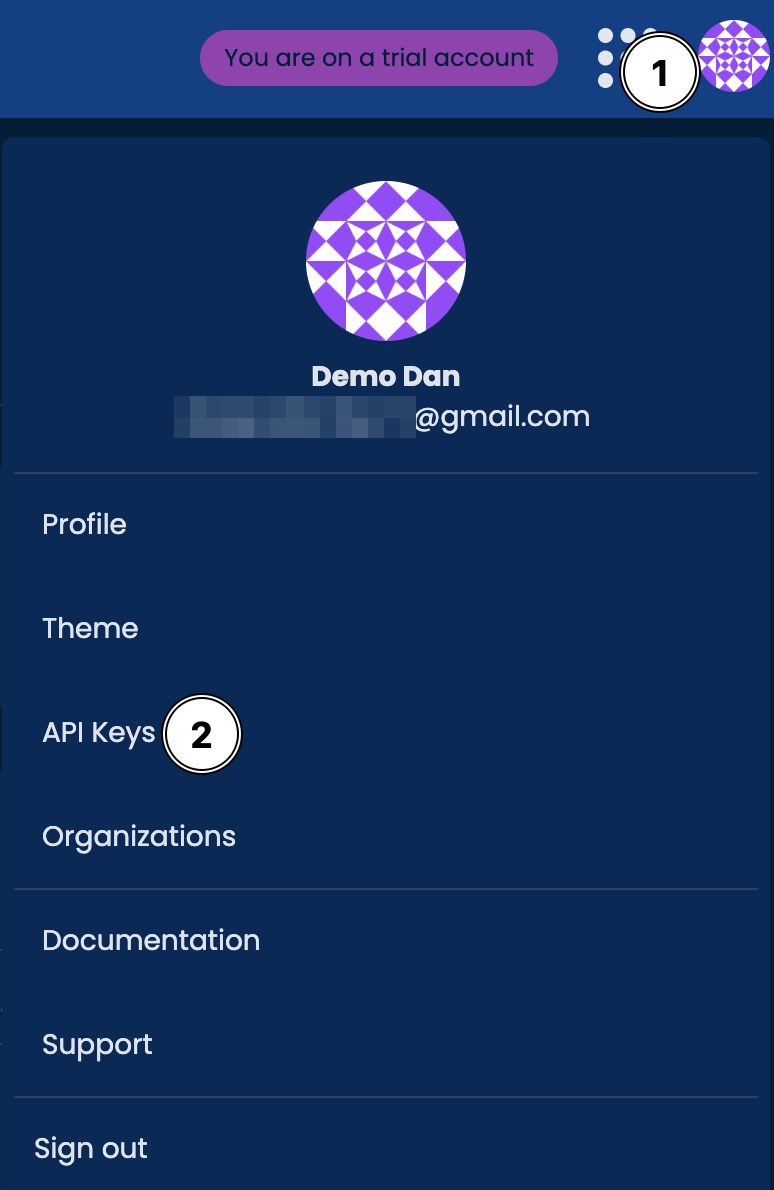 You are on a trial account
1
Demo Dan
@gmail.com
Profile
Theme
API Keys 2
Organizations
Documentation
Support
Sign out